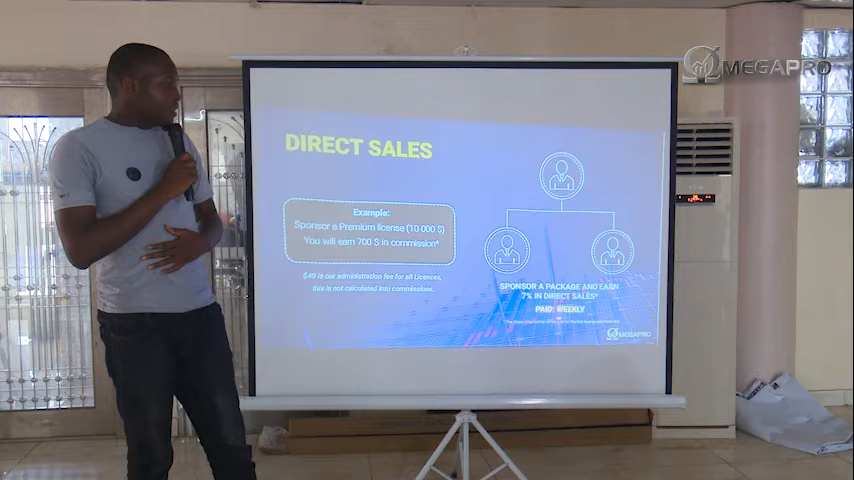 MEGAPRO
DIRECT SALES
Example:
Sponsor a Premium license (10 000 $)
You will earn 700 $ in commission*
$49 is our administration fee for all Licences,
this is not calculated into commissions.
SPONSOR A PACKAGE AND EARN
7% IN DIRECT SALES*
PAID: WEEKLY
MEGAPRO